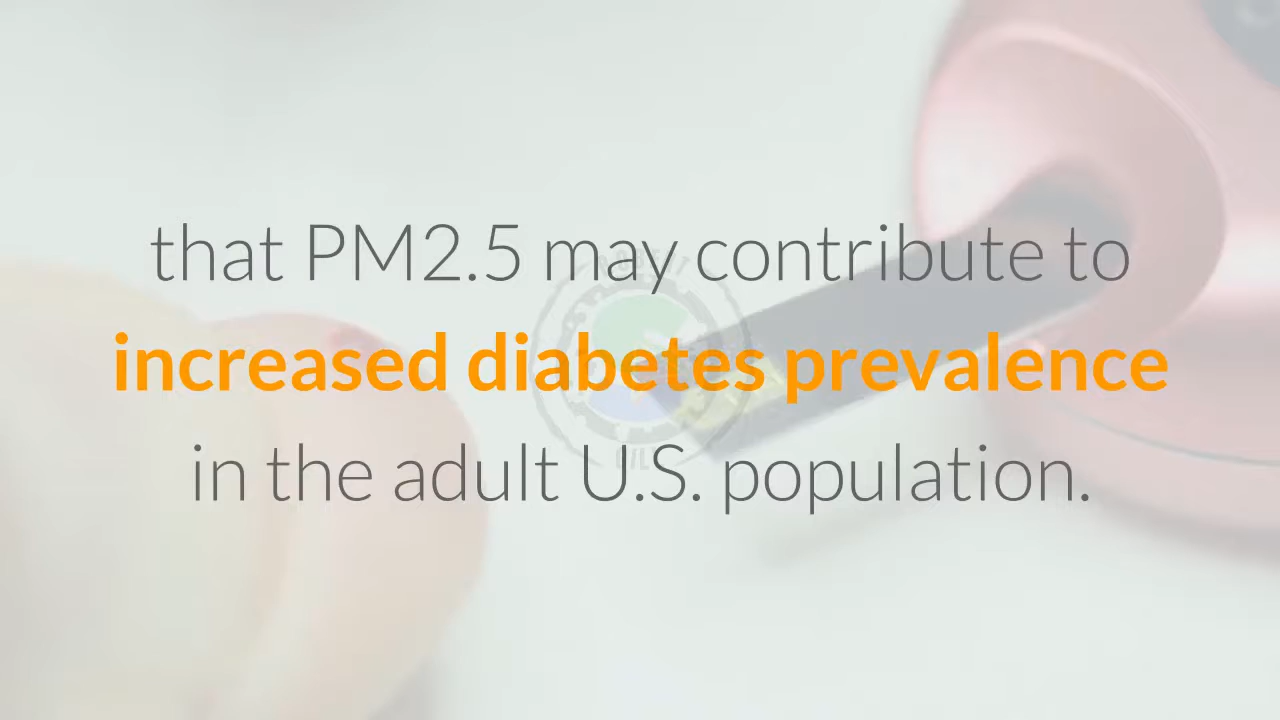 that PM2.5 may contribute to
increased diabetes prevalence
in the adult U.S. population.